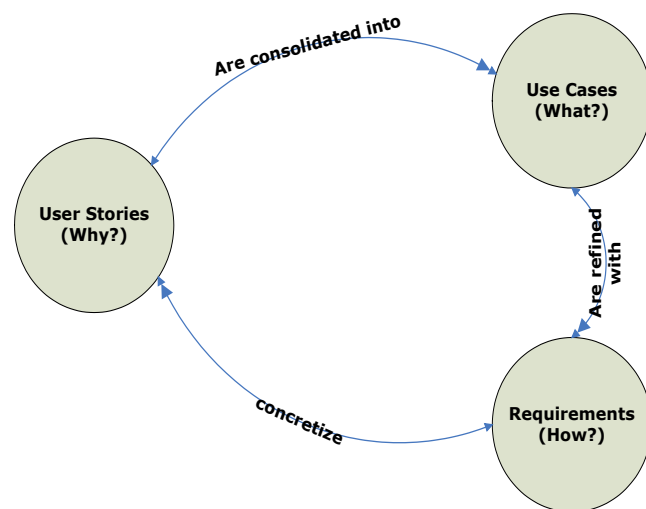 Are consolidated into
Use Cases
(What?)
User Stories
(Why?)
Are refined
with
concretize
Requirements
(How?)